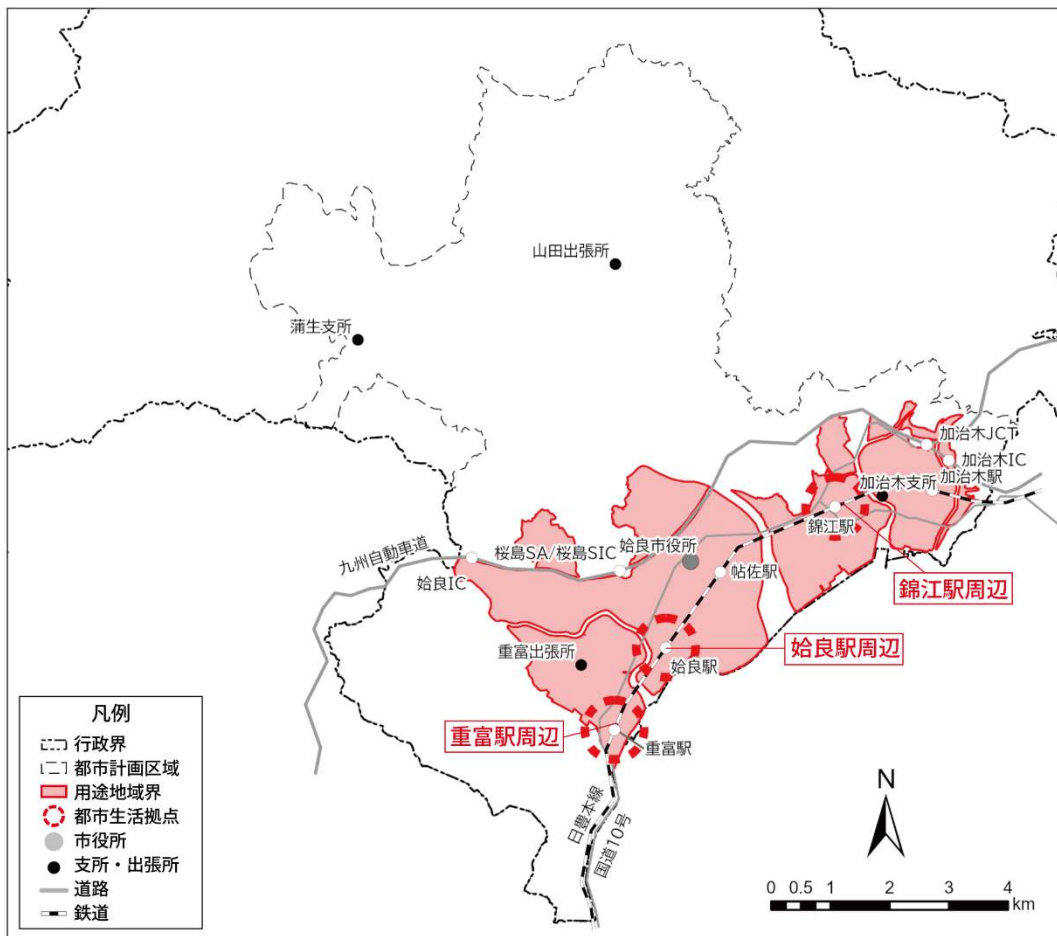 山田出張所
蒲生支所
加治木JCT
加治木IC
加治木駅
加治木支所
錦江駅
九州自動車道
桜島SA/桜島SIC
姶良市役所
姶良IC
帖佐駅
錦江駅周辺
姶良駅周辺
重富出張所
姶良駅
重富駅周辺
重富駅
日豊本線
国道10号
凡例
行政界
都市計画区域
用途地域界
都市生活拠点
市役所
支所・出張所
道路
鉄道
N
0 0.5 1 2 3 4
km